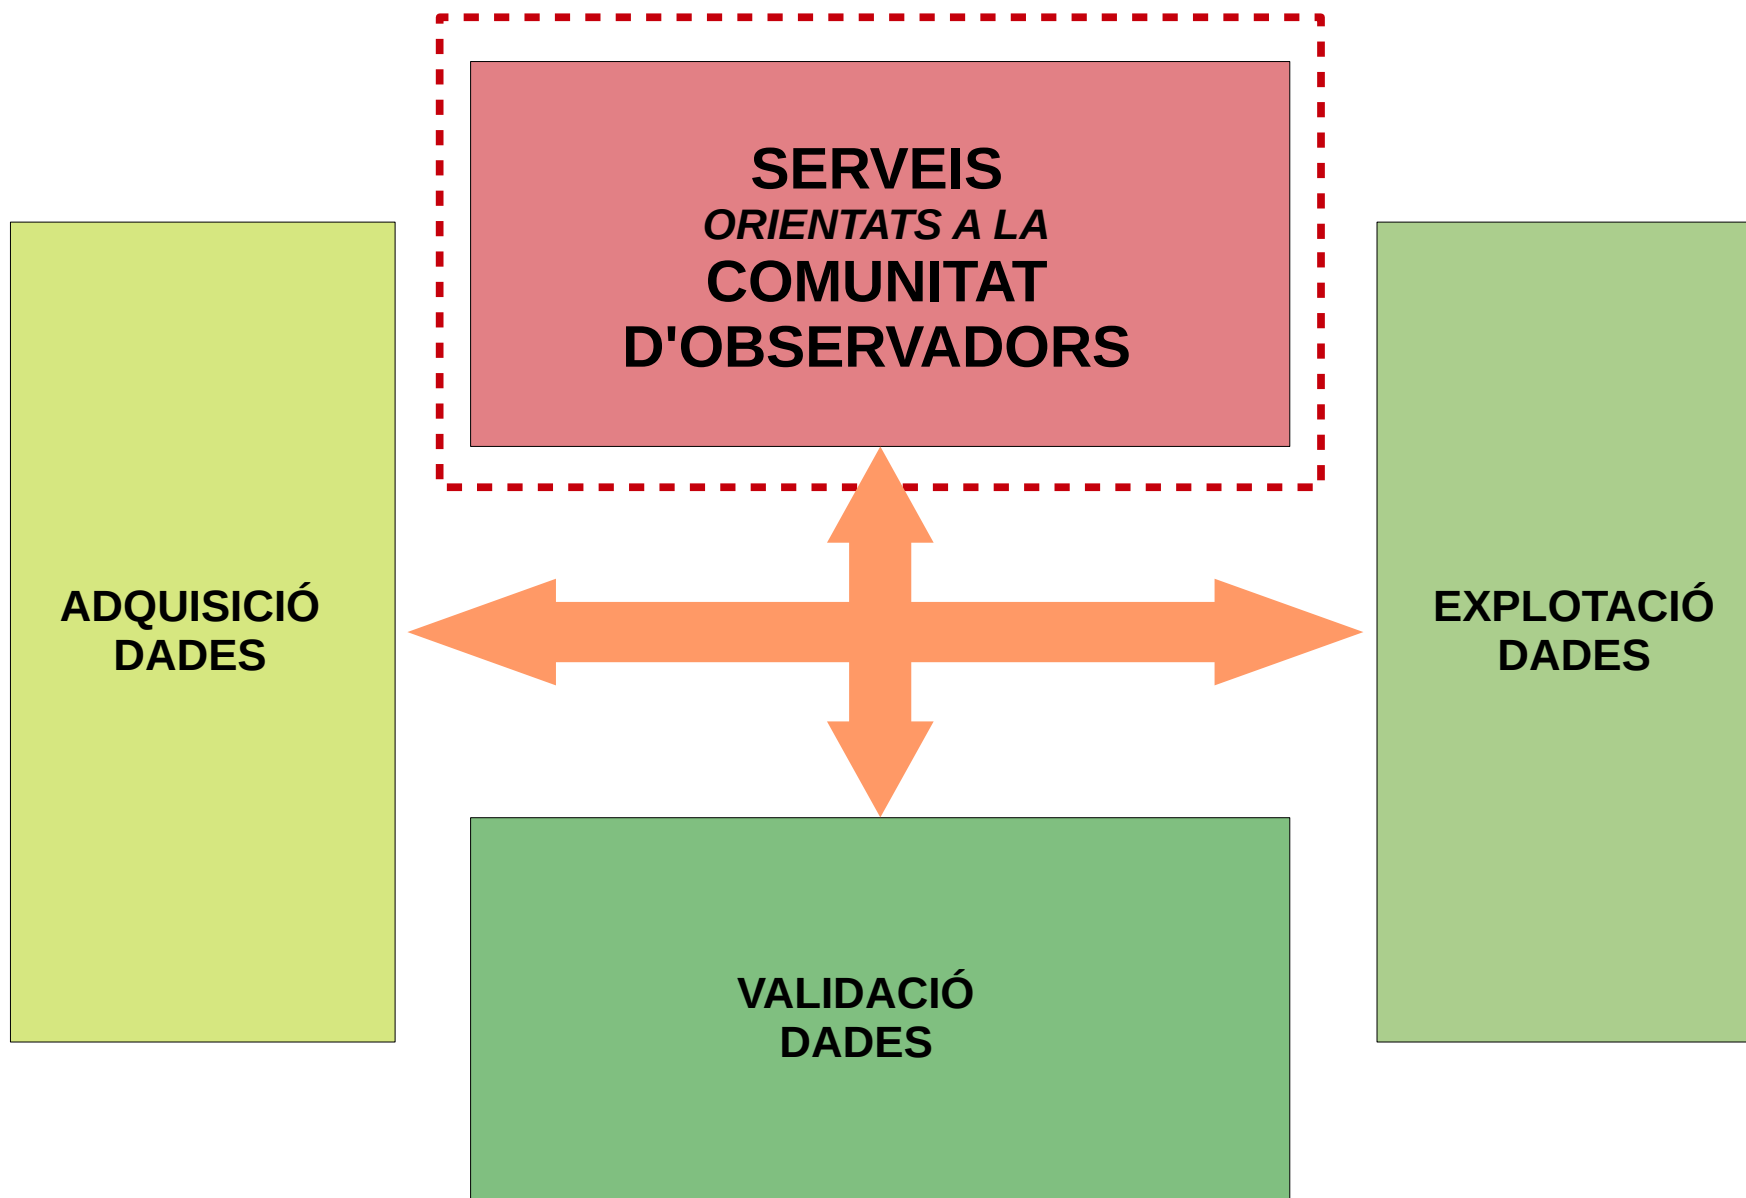 SERVEIS
ORIENTATS A LA
COMUNITAT
D'OBSERVADORS
ADQUISICIÓ
DADES
EXPLOTACIÓ
DADES
VALIDACIÓ
DADES